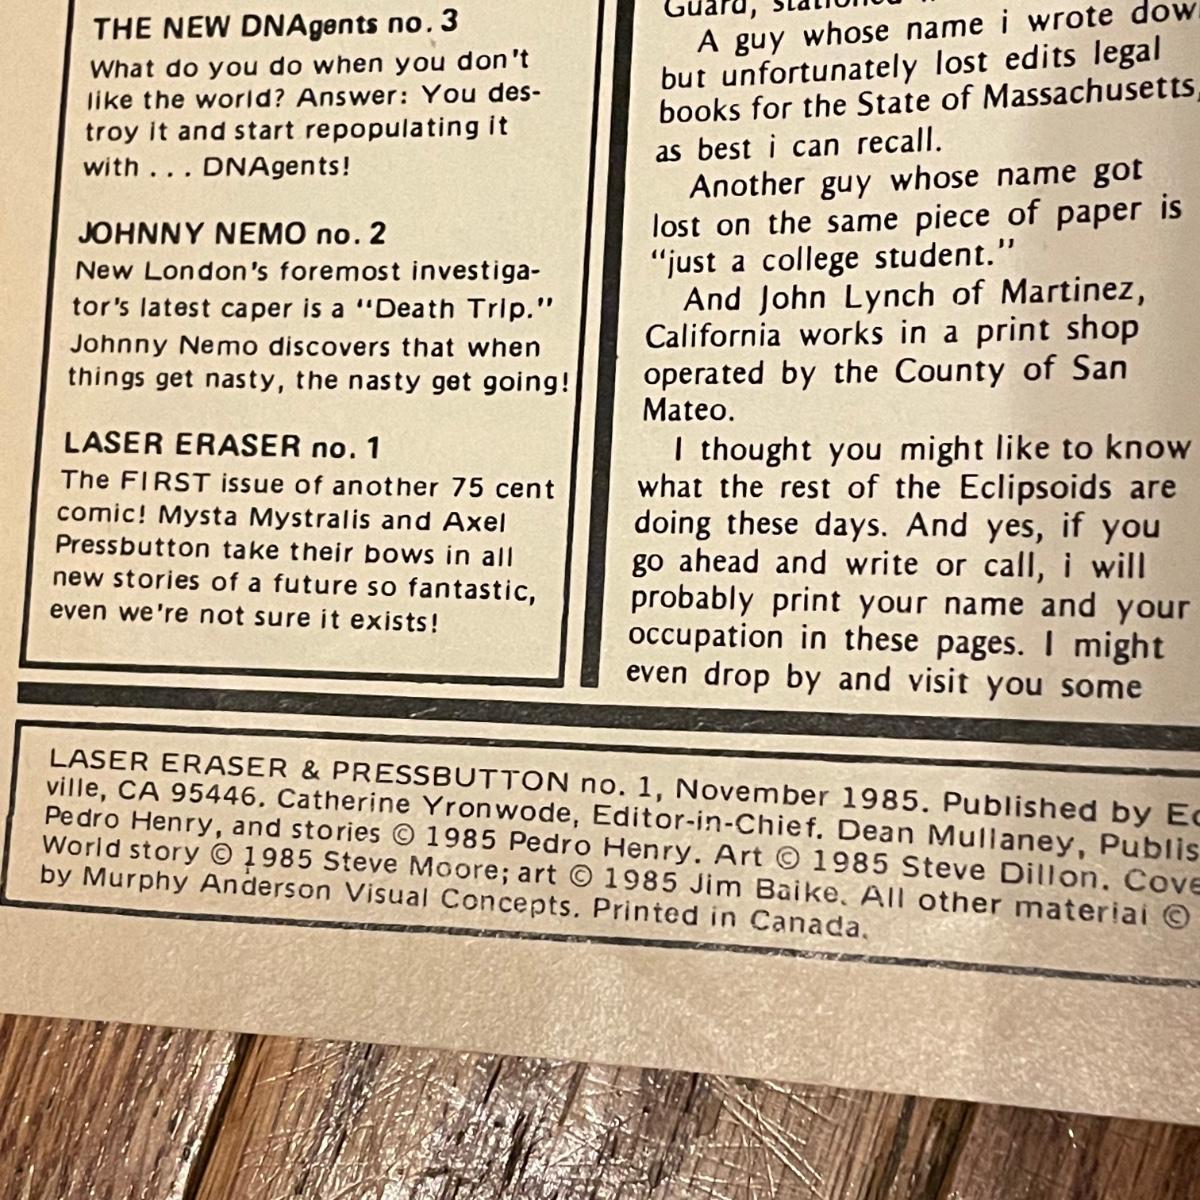 THE NEW DNAgents no. 3
What do you do when you don't
like the world? Answer: You des-
troy it and start repopulating it
with . . . DNAgents!
JOHNNY NEMO no. 2
New London's foremost investiga-
tor's latest caper is a "Death Trip."
Johnny Nemo discovers that when
things get nasty, the nasty get going!
LASER ERASER no. 1
The FIRST issue of another 75 cent
comic! Mysta Mystralis and Axel
Pressbutton take their bows in all
new stories of a future so fantastic,
even we're not sure it exists!
Guard,
A guy whose name i wrote dow
but unfortunately lost edits legal
books for the State of Massachusetts,
as best i can recall.
Another guy whose name got
lost on the same piece of paper is
"just a college student."
And John Lynch of Martinez,
California works in a print shop
operated by the County of San
Mateo.
I thought you might like to know
what the rest of the Eclipsoids are
doing these days. And yes, if you
go ahead and write or call, i will
probably print your name and your
occupation in these pages. I might
even drop by and visit you some
LASER ERASER & PRESSBUTTON no. 1, November 1985. Published by Ec
ville, CA 95446. Catherine Yronwode, Editor-in-Chief. Dean Mullaney, Publis
Pedro Henry, and stories © 1985 Pedro Henry. Art © 1985 Steve Dillon. Cove
World story © 1985 Steve Moore; art © 1985 Jim Baike. All other material ©
by Murphy Anderson Visual Concepts. Printed in Canada.